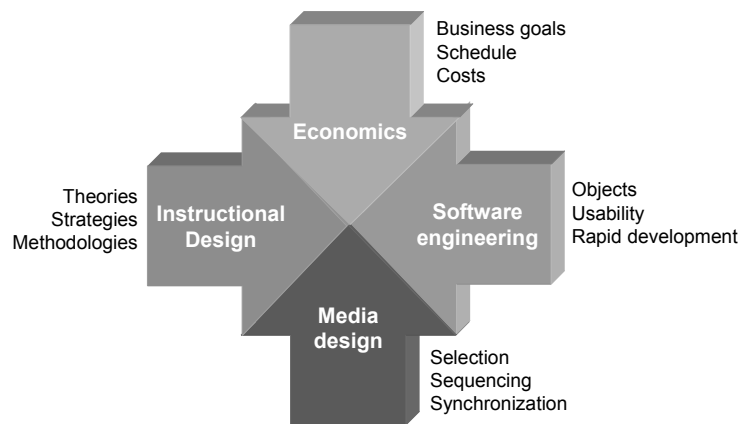 Business goals
Schedule
Costs
Economics
Theories
Strategies
Methodologies
Instructional
Design
Software
engineering
Objects
Usability
Rapid development
Media
design
Selection
Sequencing
Synchronization